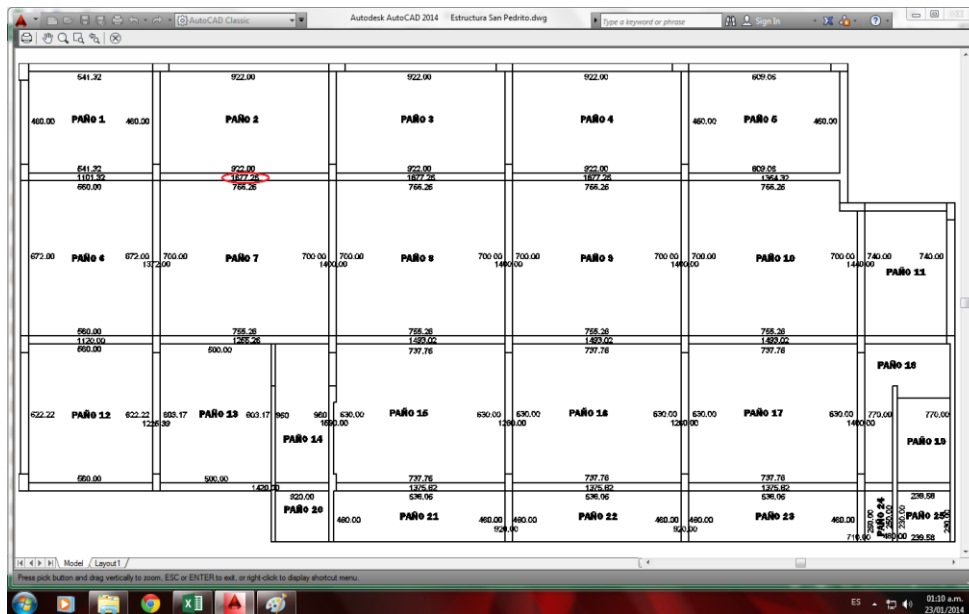 AutoCAD Classic
Autodesk AutoCAD 2014 Estructura San Pedrito.dwg
Type a keyword or phrase
Sign In
541.32 922.00 922.00 922.00 609.05
460.00 PAÑO 1 460.00 PAÑO 2 PAÑO 3 PAÑO 4 460.00 PAÑO 5 460.00
541.32 922.00 922.00 922.00 609.05
1101.32 1677.26 1677.26 1677.26 1364.32
560.00 755.26 755.26 755.26 755.26
672.00 PAÑO 6 672.00 700.00 PAÑO 7 700.00 700.00 PAÑO 8 700.00 700.00 PAÑO 9 700.00 700.00 PAÑO 10 700.00 740.00 740.00
1372.00 1400.00 1400.00 1400.00 1440.00
PAÑO 11
560.00 755.26 755.26 755.26 755.26
1120.00 1255.26 1493.02 1493.02 1493.02
560.00 500.00 737.76 737.76 737.76
PAÑO 18
622.22 PAÑO 12 622.22 603.17 PAÑO 13 603.17 960 960 630.00 PAÑO 15 630.00 630.00 PAÑO 16 630.00 630.00 PAÑO 17 630.00 770.00 770.00
1225.39 1260.00 1260.00 1400.00
PAÑO 14
PAÑO 19
560.00 500.00 737.76 737.76 737.76
1420.00 1375.82 1375.82 1375.82
920.00 638.06 638.06 638.06 239.58
PAÑO 20
460.00 PAÑO 21 460.00 460.00 PAÑO 22 460.00 460.00 PAÑO 23 460.00 PAÑO 24 PAÑO 25
250.00 250.00 230.00
920.00 920.00 239.58
Model Layout1
Press pick button and drag vertically to zoom, ESC or ENTER to exit, or right-click to display shortcut menu.
ES
01:10 a.m.
23/01/2014